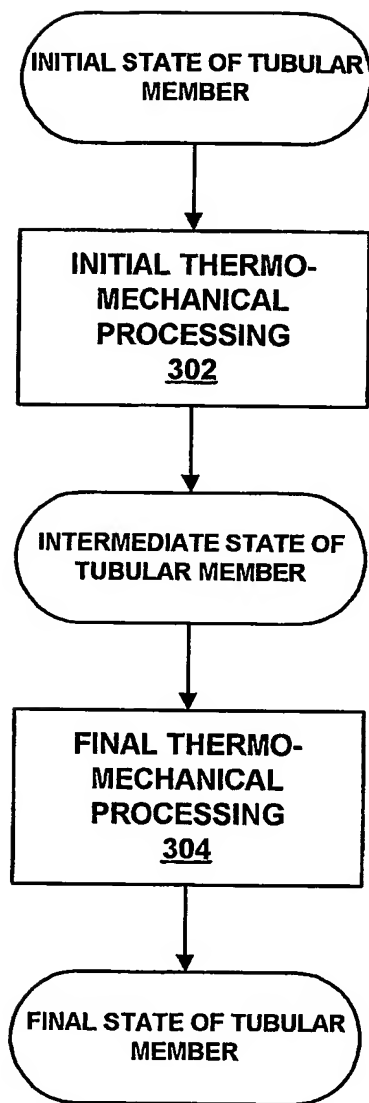 INITIAL STATE OF TUBULAR
MEMBER
INITIAL THERMO-
MECHANICAL
PROCESSING
302
INTERMEDIATE STATE OF
TUBULAR MEMBER
FINAL THERMO-
MECHANICAL
PROCESSING
304
FINAL STATE OF TUBULAR
MEMBER